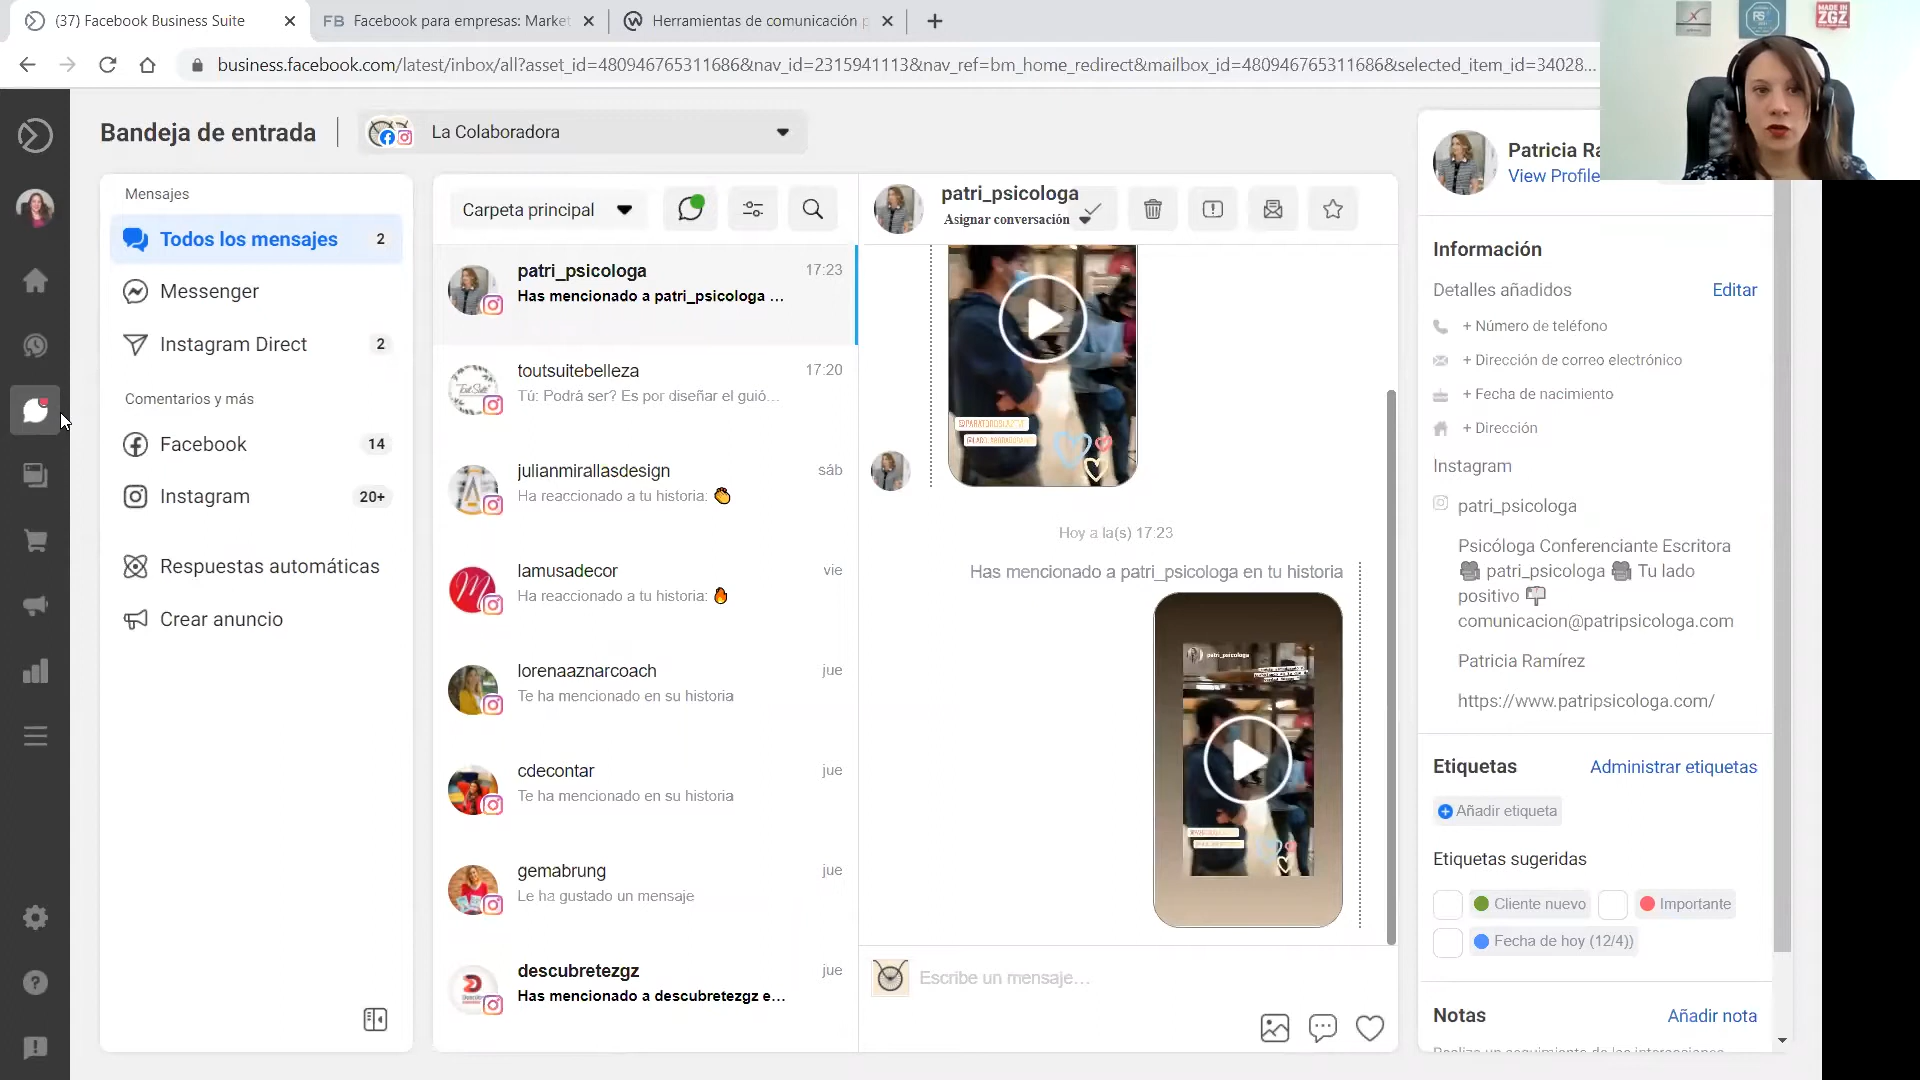 (37) Facebook Business Suite
FB Facebook para empresas: Market
Herramientas de comunicación p
MADE IN ZGZ
business.facebook.com/latest/inbox/all?asset_id=480946765311686&nav_id=2315941113&nav_ref=bm_home_redirect&mailbox_id=480946765311686&selected_item_id=34028...
Bandeja de entrada
La Colaboradora
Mensajes
Todos los mensajes 2
Messenger
Instagram Direct 2
Comentarios y más
Facebook 14
Instagram 20+
Respuestas automáticas
Crear anuncio
Carpeta principal
patri_psicologa 17:23
Has mencionado a patri_psicologa ...
toutsuitebelleza 17:20
Tú: Podrá ser? Es por diseñar el guió...
julianmirallasdesign sáb
Ha reaccionado a tu historia: 👏
lamusadecor vie
Ha reaccionado a tu historia: 🔥
lorenaaznarcoach jue
Te ha mencionado en su historia
cdecontar jue
Te ha mencionado en su historia
gemabrung jue
Le ha gustado un mensaje
descubretezgz jue
Has mencionado a descubretezgz e...
patri_psicologa
Asignar conversación
Hoy a la(s) 17:23
Has mencionado a patri_psicologa en tu historia
patri_psicologa
Escribe un mensaje...
Patricia Ra
View Profile
Información
Detalles añadidos Editar
+ Número de teléfono
+ Dirección de correo electrónico
+ Fecha de nacimiento
+ Dirección
Instagram
patri_psicologa
Psicóloga Conferenciante Escritora
patri_psicologa Tu lado
positivo
comunicacion@patripsicologa.com
Patricia Ramírez
https://www.patripsicologa.com/
Etiquetas Administrar etiquetas
Añadir etiqueta
Etiquetas sugeridas
Cliente nuevo Importante
Fecha de hoy (12/4))
Notas Añadir nota